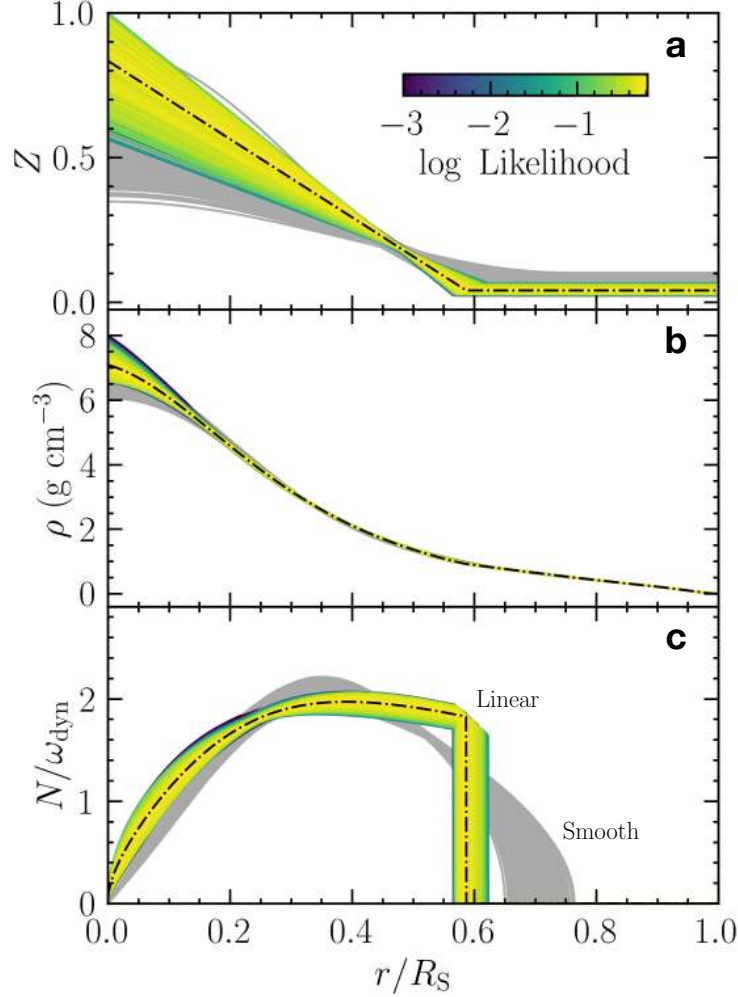 1.0
0.5
0.0
Z
a
−3 −2 −1
log Likelihood
8
6
4
2
0
ρ (g cm⁻³)
b
2
1
0
N/ω_dyn
c
Linear
Smooth
0.0 0.2 0.4 0.6 0.8 1.0
r/R_S